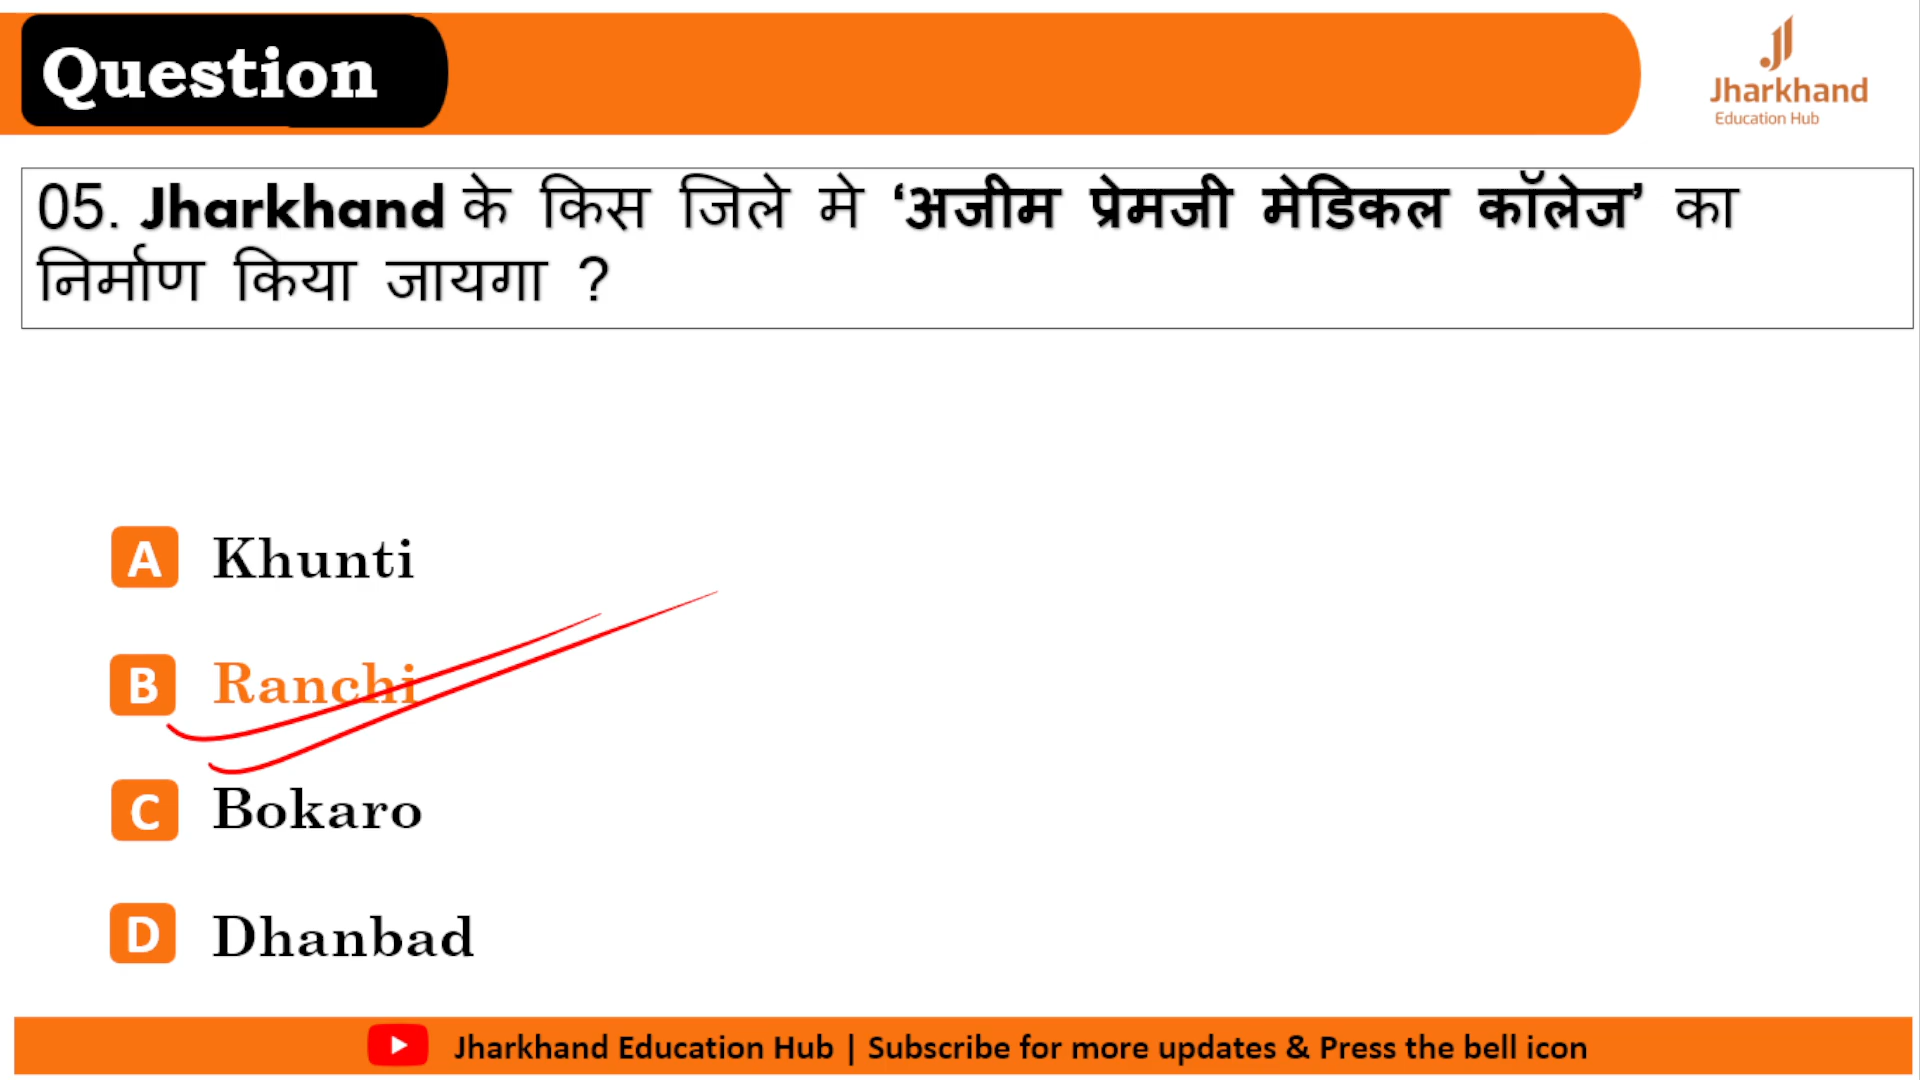 Question
Jharkhand
Education Hub
05. Jharkhand के किस जिले मे ‘अजीम प्रेमजी मेडिकल कॉलेज’ का
निर्माण किया जायगा ?
A Khunti
B Ranchi
C Bokaro
D Dhanbad
Jharkhand Education Hub | Subscribe for more updates & Press the bell icon